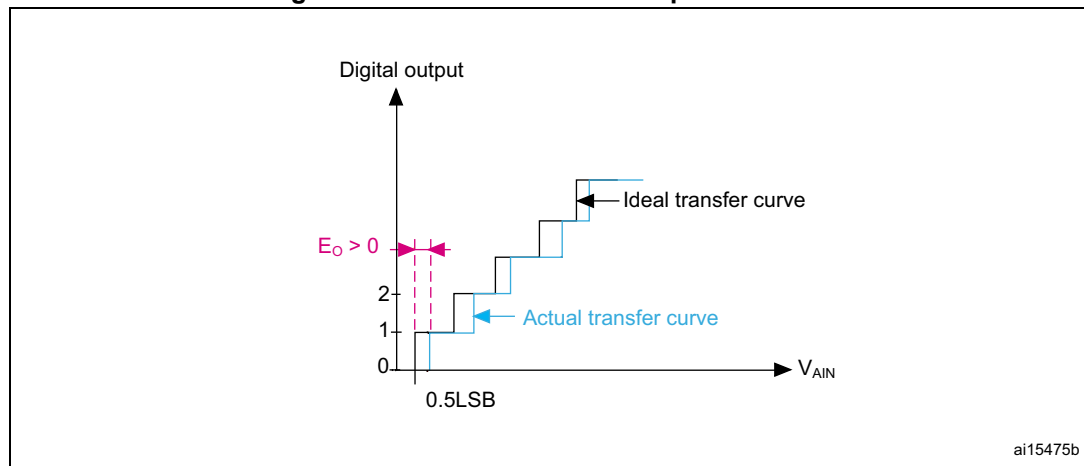 Digital output
Ideal transfer curve
E_O > 0
2
Actual transfer curve
1
0
V_AIN
0.5LSB
ai15475b